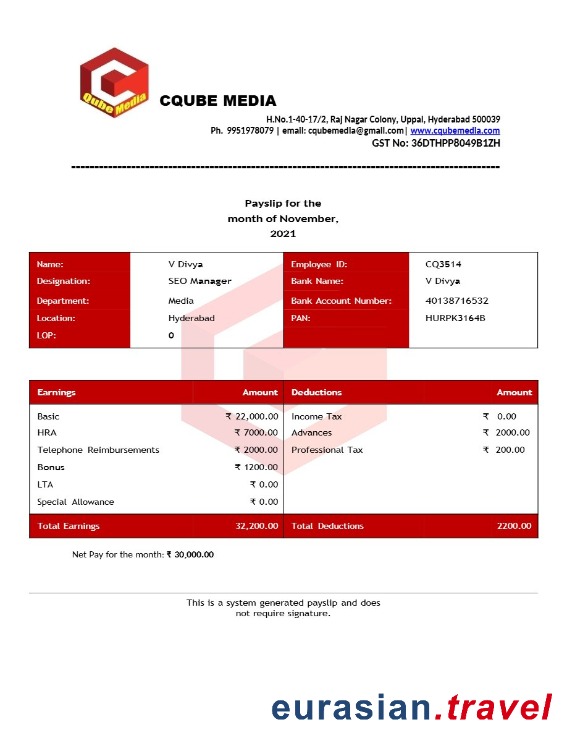 Qube Media
CQUBE MEDIA
H.No.1-40-17/2, Raj Nagar Colony, Uppal, Hyderabad 500039
Ph. 9951978079 | email: cqubemedia@gmail.com| www.cqubemedia.com
GST No: 36DTHPP8049B1ZH
Payslip for the
month of November,
2021
Name: V Divya Employee ID: CQ3514
Designation: SEO Manager Bank Name: V Divya
Department: Media Bank Account Number: 40138716532
Location: Hyderabad PAN: HURPK3164B
LOP: 0
Earnings Amount Deductions Amount
Basic ₹ 22,000.00 Income Tax ₹ 0.00
HRA ₹ 7000.00 Advances ₹ 2000.00
Telephone Reimbursements ₹ 2000.00 Professional Tax ₹ 200.00
Bonus ₹ 1200.00
LTA ₹ 0.00
Special Allowance ₹ 0.00
Total Earnings 32,200.00 Total Deductions 2200.00
Net Pay for the month: ₹ 30,000.00
This is a system generated payslip and does
not require signature.
eurasian.travel